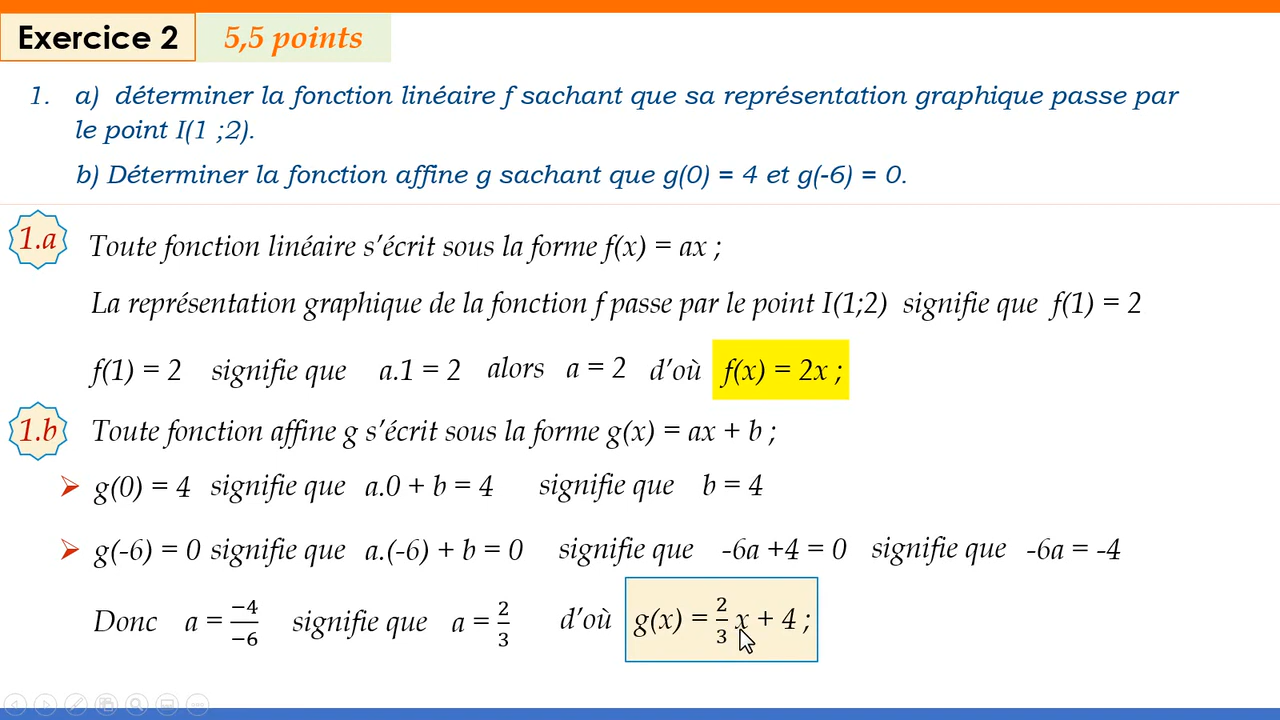 Exercice 2 5,5 points
1. a) déterminer la fonction linéaire f sachant que sa représentation graphique passe par
le point I(1 ;2).
b) Déterminer la fonction affine g sachant que g(0) = 4 et g(-6) = 0.
1.a Toute fonction linéaire s’écrit sous la forme f(x) = ax ;
La représentation graphique de la fonction f passe par le point I(1;2) signifie que f(1) = 2
f(1) = 2 signifie que a.1 = 2 alors a = 2 d’où f(x) = 2x ;
1.b Toute fonction affine g s’écrit sous la forme g(x) = ax + b ;
➢ g(0) = 4 signifie que a.0 + b = 4 signifie que b = 4
➢ g(-6) = 0 signifie que a.(-6) + b = 0 signifie que -6a +4 = 0 signifie que -6a = -4
Donc a = −4/−6 signifie que a = 2/3 d’où g(x) = 2/3 x + 4 ;